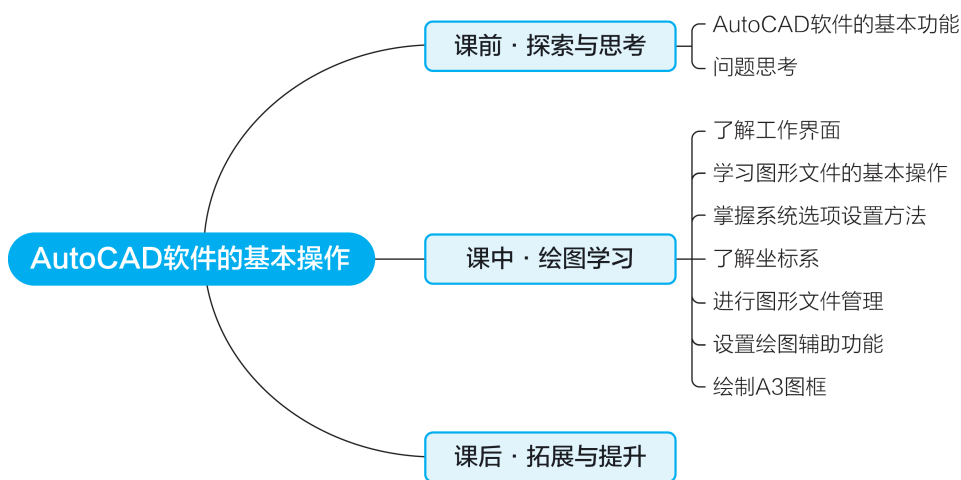 AutoCAD软件的基本操作
课前·探索与思考
AutoCAD软件的基本功能
问题思考
课中·绘图学习
了解工作界面
学习图形文件的基本操作
掌握系统选项设置方法
了解坐标系
进行图形文件管理
设置绘图辅助功能
绘制A3图框
课后·拓展与提升